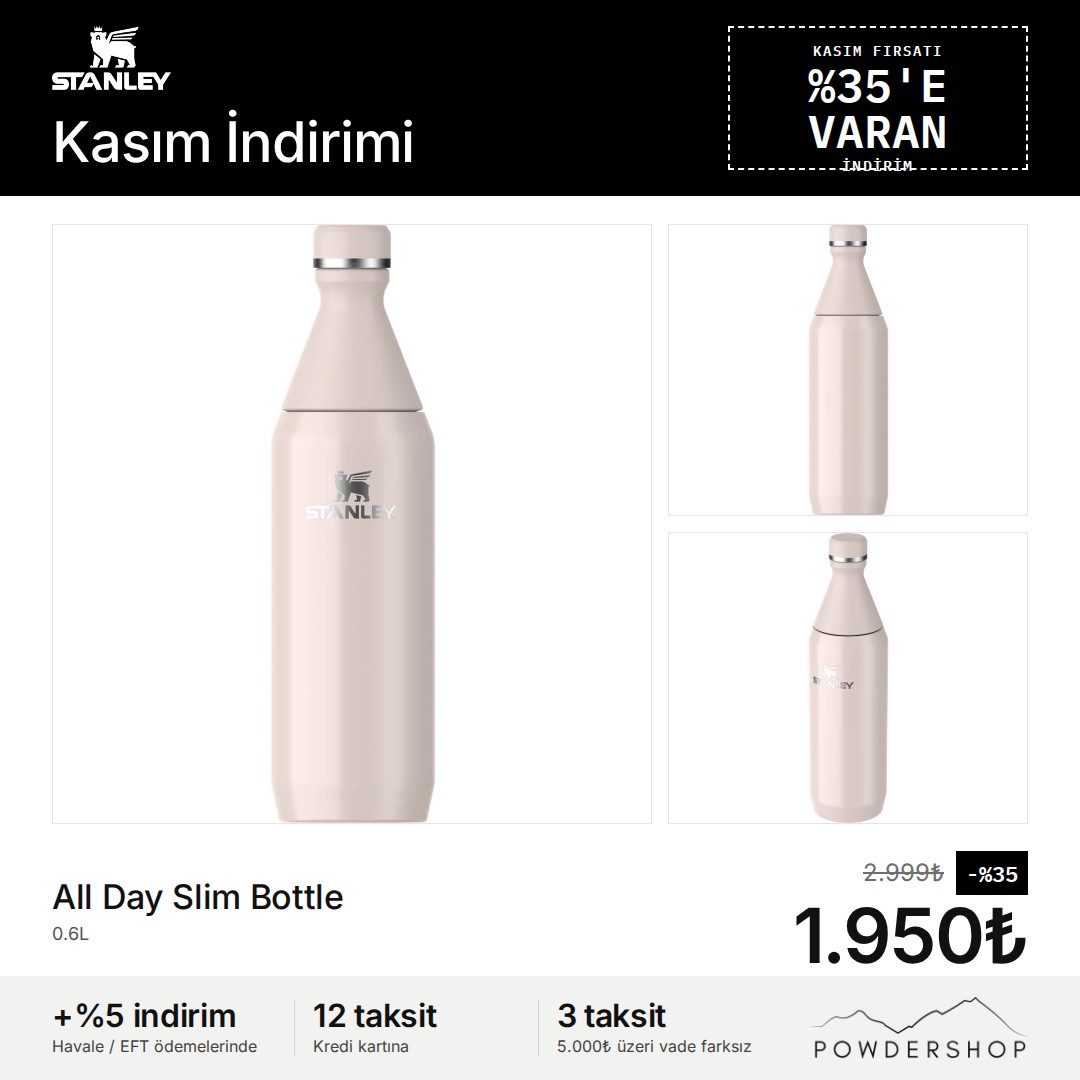 STANLEY
Kasım İndirimi
KASIM FIRSATI
%35'E
VARAN
İNDİRİM
STANLEY
STANLEY
All Day Slim Bottle
0.6L
2.999₺
-%35
1.950₺
+%5 indirim
Havale / EFT ödemelerinde
12 taksit
Kredi kartına
3 taksit
5.000₺ üzeri vade farksız
POWDERSHOP